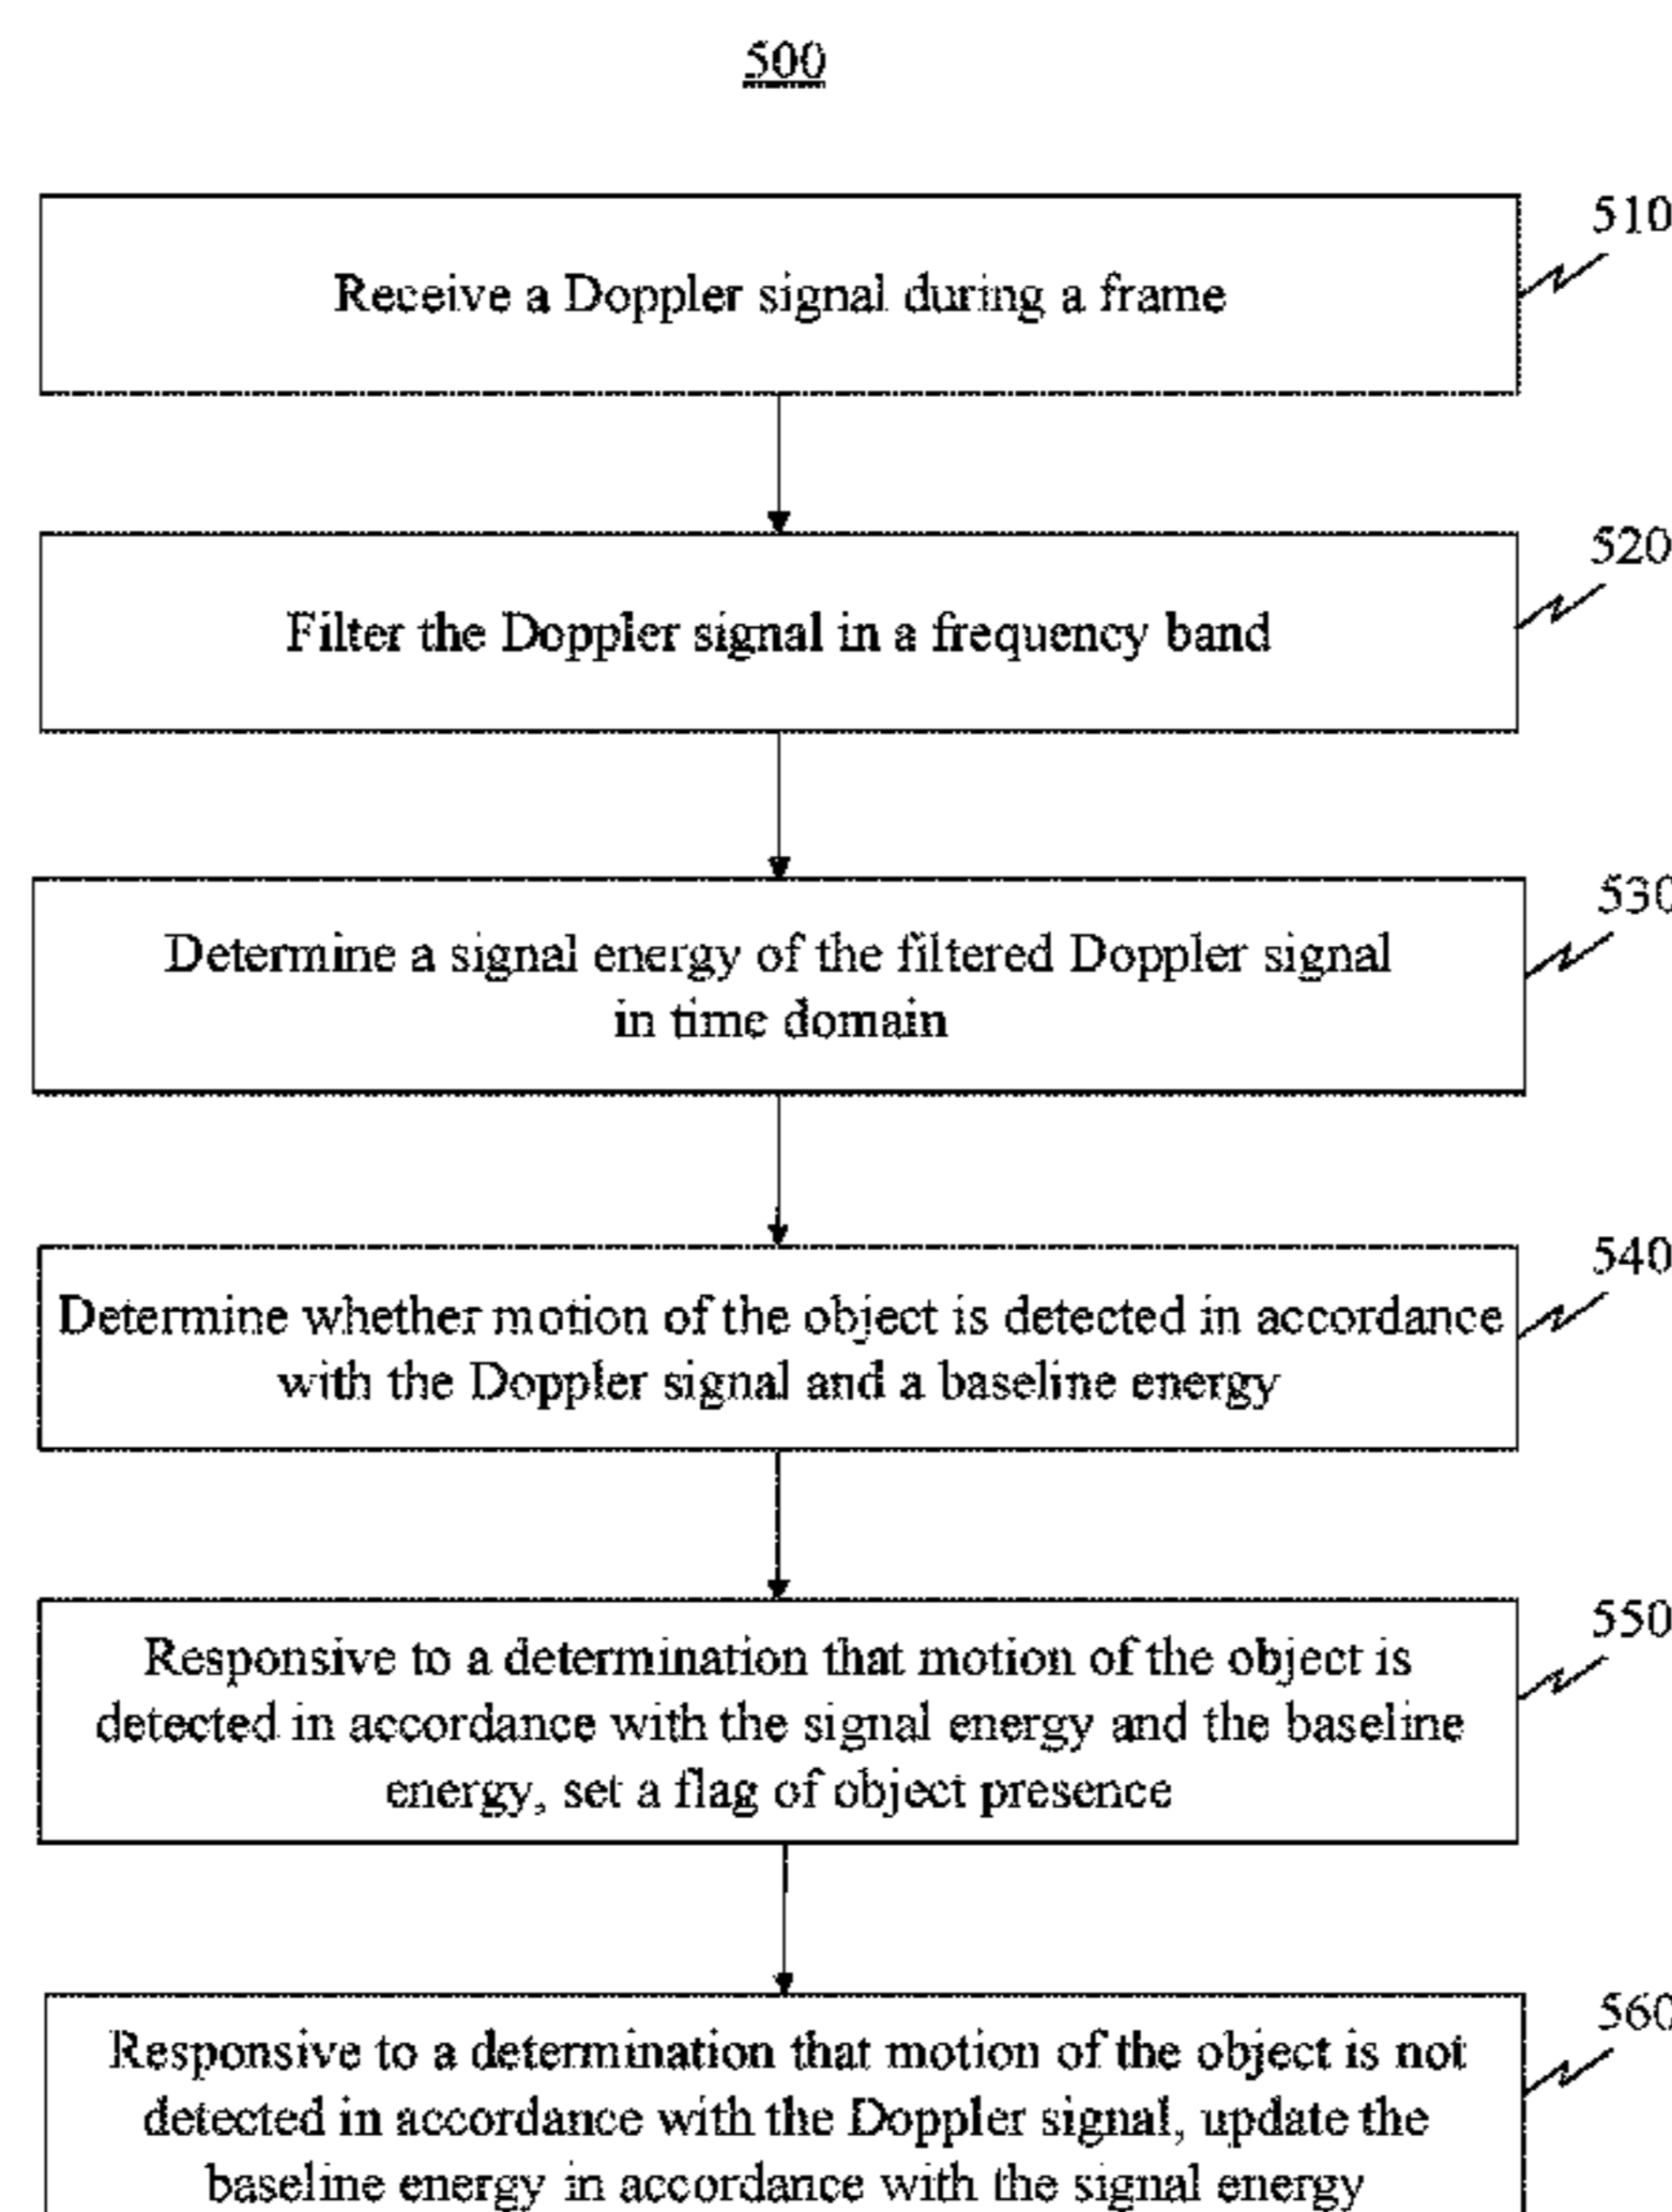 500
510
Receive a Doppler signal during a frame
520
Filter the Doppler signal in a frequency band
530
Determine a signal energy of the filtered Doppler signal
in time domain
540
Determine whether motion of the object is detected in accordance
with the Doppler signal and a baseline energy
550
Responsive to a determination that motion of the object is
detected in accordance with the signal energy and the baseline
energy, set a flag of object presence
560
Responsive to a determination that motion of the object is not
detected in accordance with the Doppler signal, update the
baseline energy in accordance with the signal energy